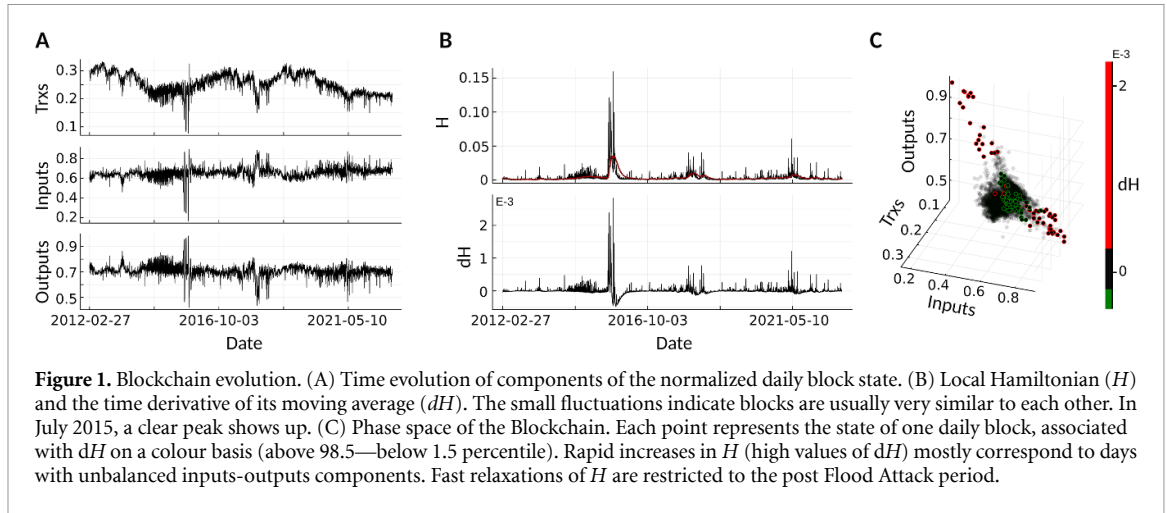 A
B
C
0.3
0.2
0.1
Trxs
0.8
0.6
0.4
0.2
Inputs
0.9
0.7
0.5
Outputs
2012-02-27 2016-10-03 2021-05-10
Date
0.15
0.10
0.05
0
H
E-3
2
1
0
dH
2012-02-27 2016-10-03 2021-05-10
Date
0.9
0.7
0.5
Outputs
0.1
0.2
0.3
Trxs
0.2 0.4 0.6 0.8
Inputs
E-3
2
dH
0
Figure 1. Blockchain evolution. (A) Time evolution of components of the normalized daily block state. (B) Local Hamiltonian (H)
and the time derivative of its moving average (dH). The small fluctuations indicate blocks are usually very similar to each other. In
July 2015, a clear peak shows up. (C) Phase space of the Blockchain. Each point represents the state of one daily block, associated
with dH on a colour basis (above 98.5—below 1.5 percentile). Rapid increases in H (high values of dH) mostly correspond to days
with unbalanced inputs-outputs components. Fast relaxations of H are restricted to the post Flood Attack period.